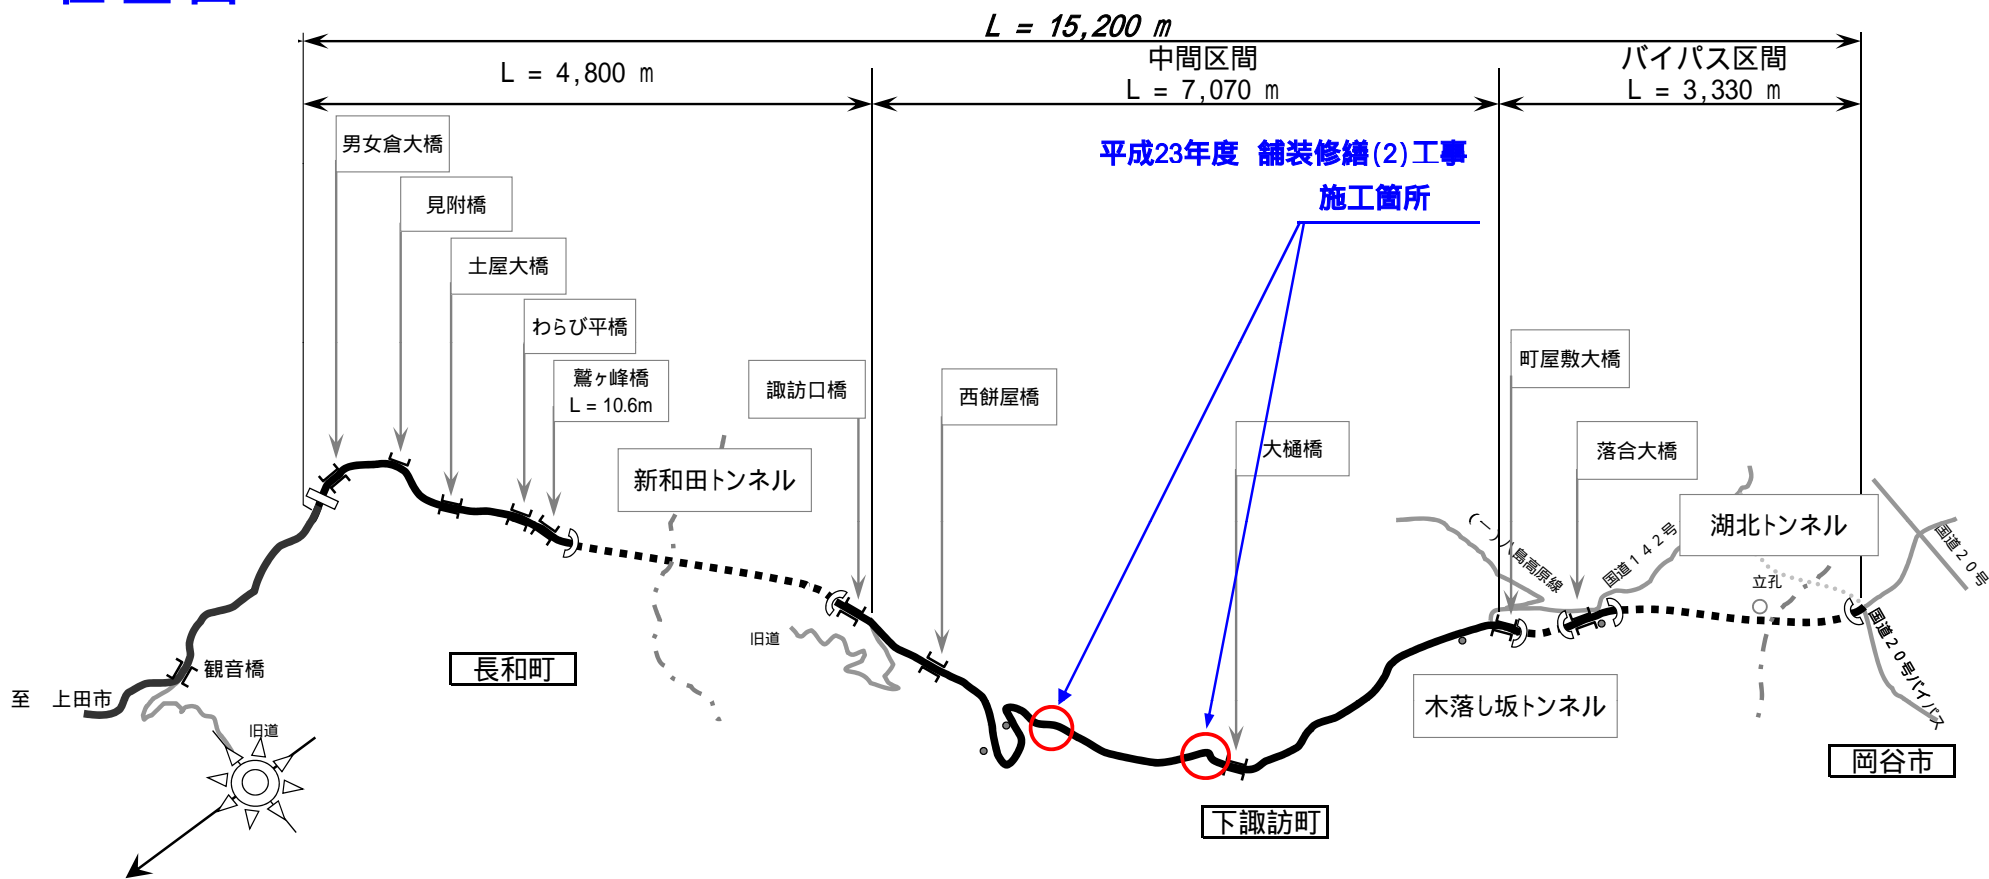 L = 15,200 m
L = 4,800 m
中間区間
L = 7,070 m
バイパス区間
L = 3,330 m
平成23年度 舗装修繕(2)工事
施工箇所
男女倉大橋
見附橋
土屋大橋
わらび平橋
鷲ヶ峰橋
L = 10.6m
新和田トンネル
諏訪口橋
西餅屋橋
大樋橋
町屋敷大橋
落合大橋
湖北トンネル
(一)八島高原線
国道142号
国道20号
立孔
国道20号バイパス
旧道
観音橋
長和町
至 上田市
旧道
木落し坂トンネル
岡谷市
下諏訪町